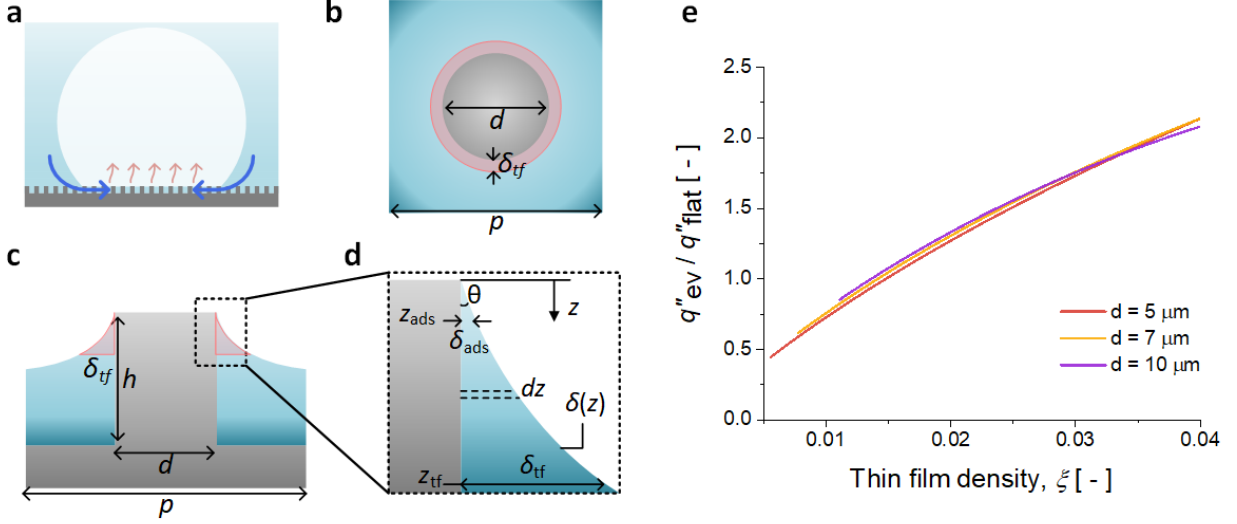 a
b
d
δtf
p
c
δtf
h
d
p
d
θ
z
zads
δads
dz
δ(z)
ztf
δtf
e
q″ev / q″flat [ - ]
2.5
2.0
1.5
1.0
0.5
0.0
d = 5 μm
d = 7 μm
d = 10 μm
0.01 0.02 0.03 0.04
Thin film density, ξ [ - ]